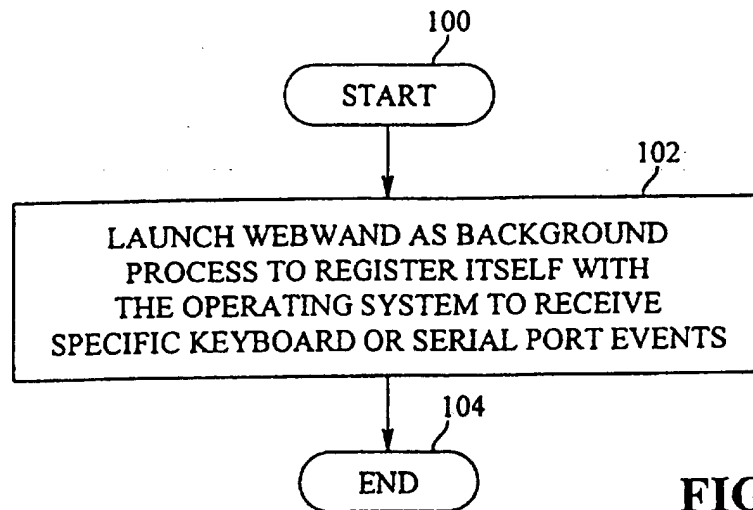 100
START
102
LAUNCH WEBWAND AS BACKGROUND
PROCESS TO REGISTER ITSELF WITH
THE OPERATING SYSTEM TO RECEIVE
SPECIFIC KEYBOARD OR SERIAL PORT EVENTS
104
END
FIG